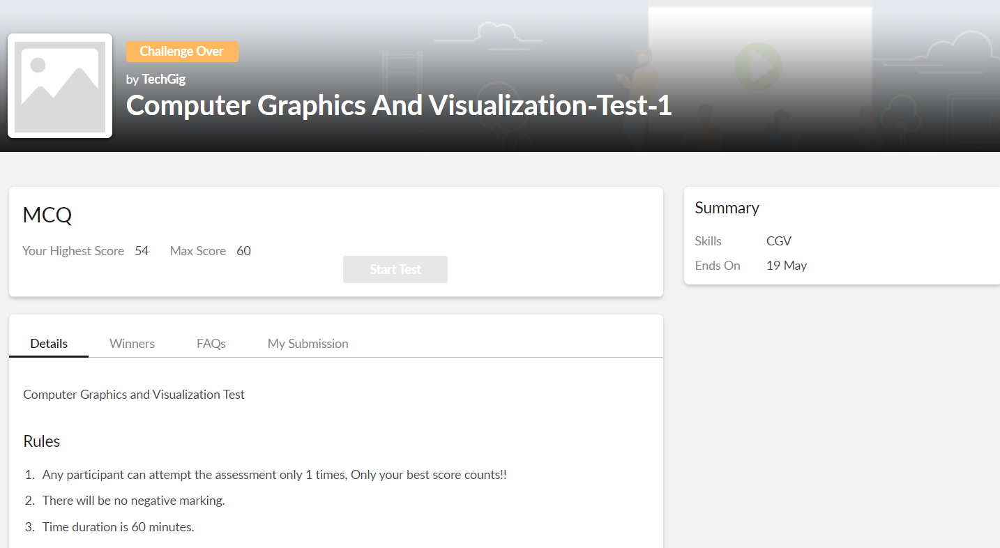 Challenge Over
by TechGig
Computer Graphics And Visualization-Test-1
MCQ
Your Highest Score 54 Max Score 60
Start Test
Summary
Skills CGV
Ends On 19 May
Details Winners FAQs My Submission
Computer Graphics and Visualization Test
Rules
1. Any participant can attempt the assessment only 1 times, Only your best score counts!!
2. There will be no negative marking.
3. Time duration is 60 minutes.